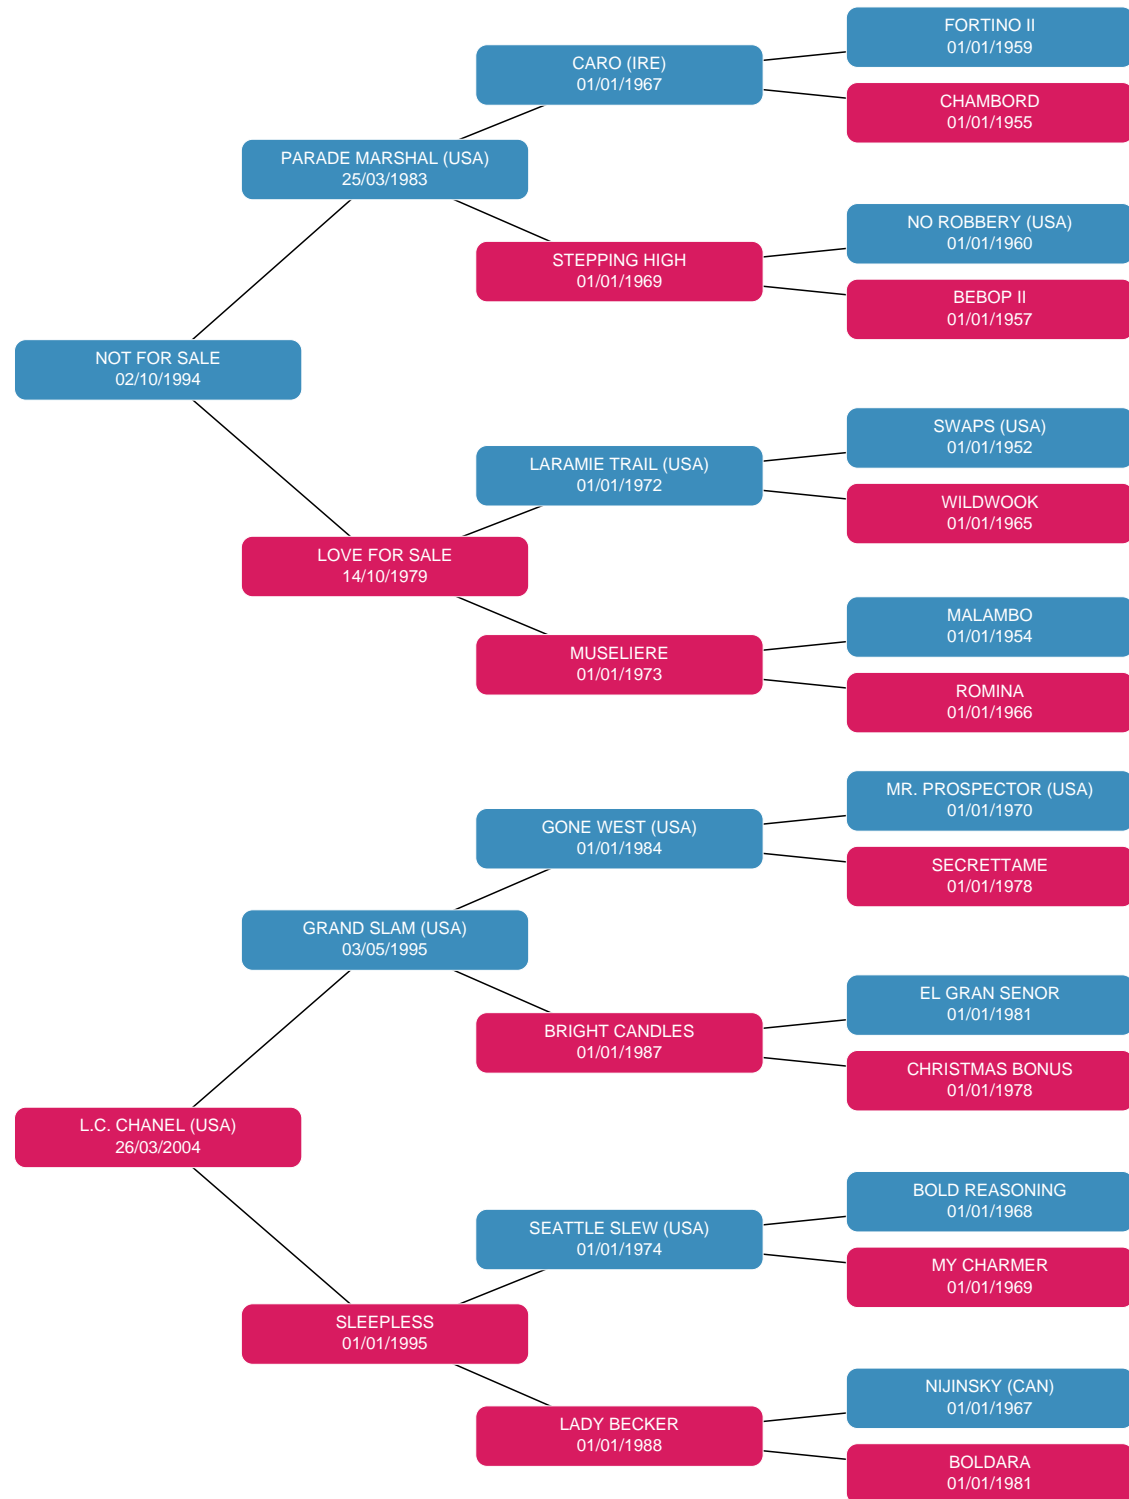 FORTINO II
01/01/1959
CARO (IRE)
01/01/1967
CHAMBORD
01/01/1955
PARADE MARSHAL (USA)
25/03/1983
NO ROBBERY (USA)
01/01/1960
STEPPING HIGH
01/01/1969
BEBOP II
01/01/1957
NOT FOR SALE
02/10/1994
SWAPS (USA)
01/01/1952
LARAMIE TRAIL (USA)
01/01/1972
WILDWOOK
01/01/1965
LOVE FOR SALE
14/10/1979
MALAMBO
01/01/1954
MUSELIERE
01/01/1973
ROMINA
01/01/1966
MR. PROSPECTOR (USA)
01/01/1970
GONE WEST (USA)
01/01/1984
SECRETTAME
01/01/1978
GRAND SLAM (USA)
03/05/1995
EL GRAN SENOR
01/01/1981
BRIGHT CANDLES
01/01/1987
CHRISTMAS BONUS
01/01/1978
L.C. CHANEL (USA)
26/03/2004
BOLD REASONING
01/01/1968
SEATTLE SLEW (USA)
01/01/1974
MY CHARMER
01/01/1969
SLEEPLESS
01/01/1995
NIJINSKY (CAN)
01/01/1967
LADY BECKER
01/01/1988
BOLDARA
01/01/1981